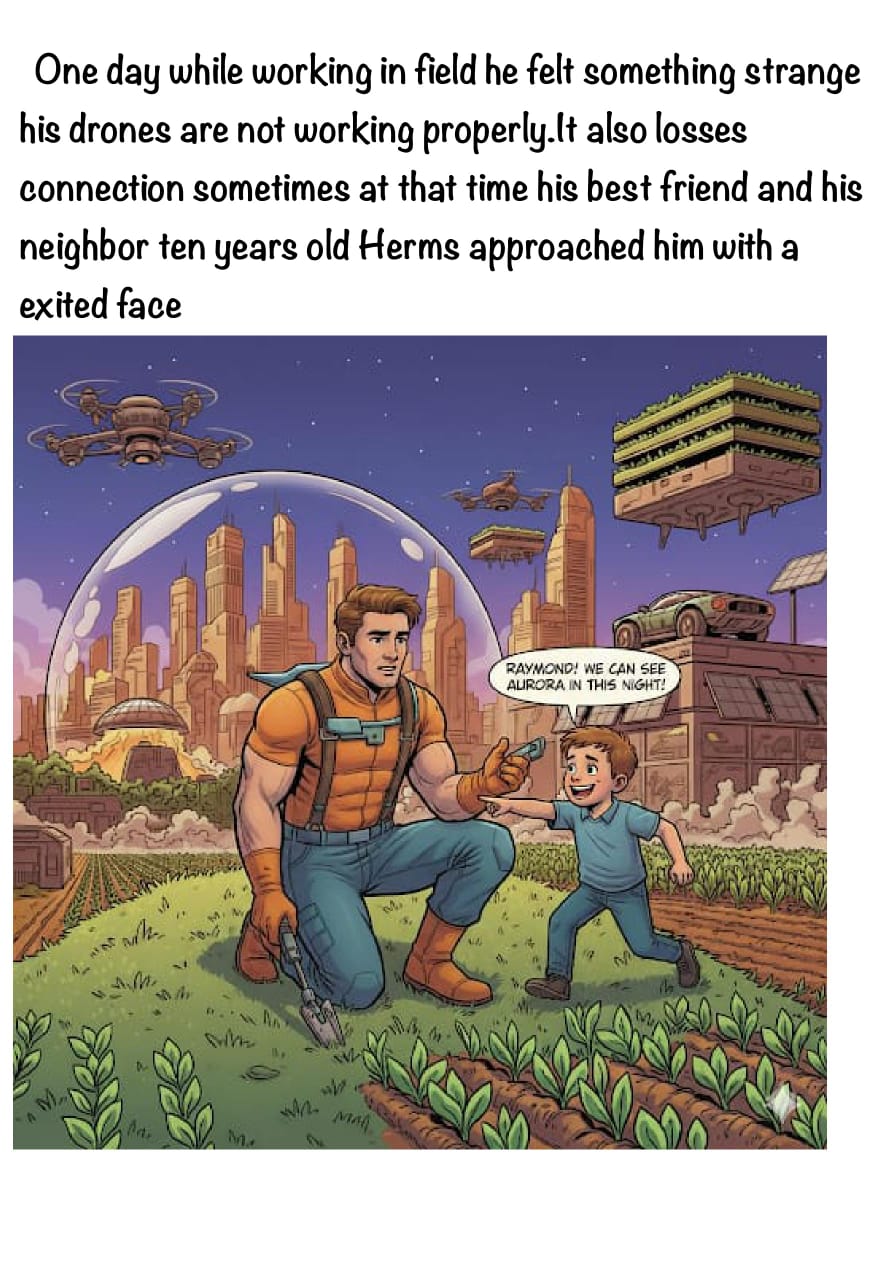 One day while working in field he felt something strange
his drones are not working properly.It also losses
connection sometimes at that time his best friend and his
neighbor ten years old Herms approached him with a
exited face
RAYMOND! WE CAN SEE
AURORA IN THIS NIGHT!